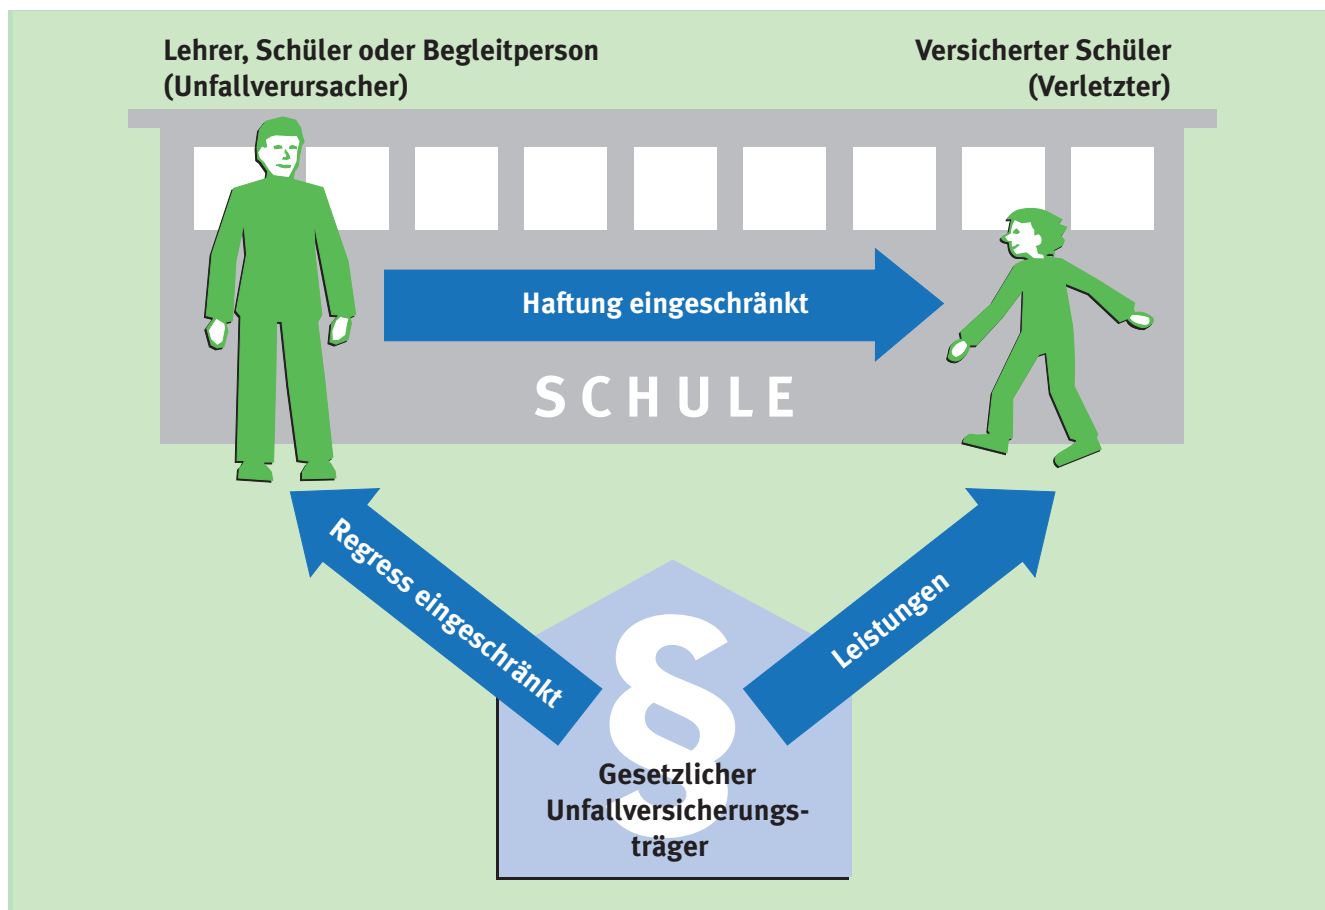 Lehrer, Schüler oder Begleitperson
(Unfallverursacher)
Versicherter Schüler
(Verletzter)
Haftung eingeschränkt
SCHULE
Regress eingeschränkt
Leistungen
§
Gesetzlicher
Unfallversicherungs-
träger